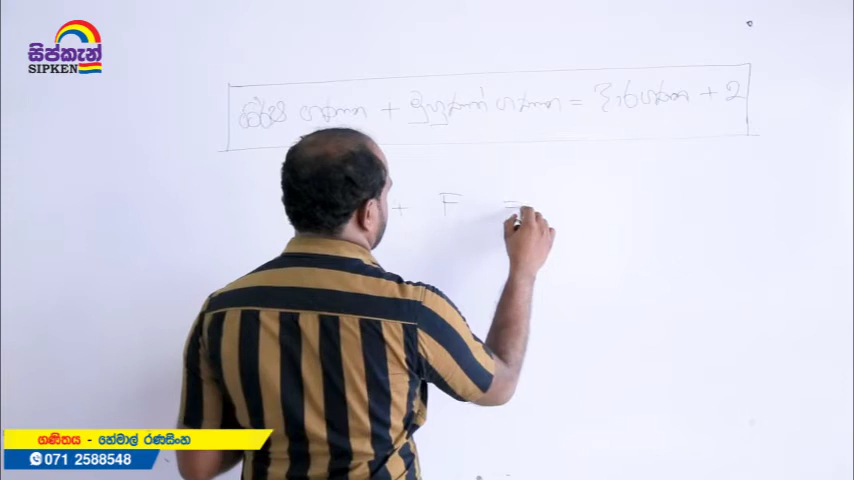 සිප්කැන්
SIPKEN
ශීර්ෂ ගණන + මුහුණත් ගණන = දාර ගණන + 2
+ F =
ගණිතය - හේමාල් රණසිංහ
071 2588548